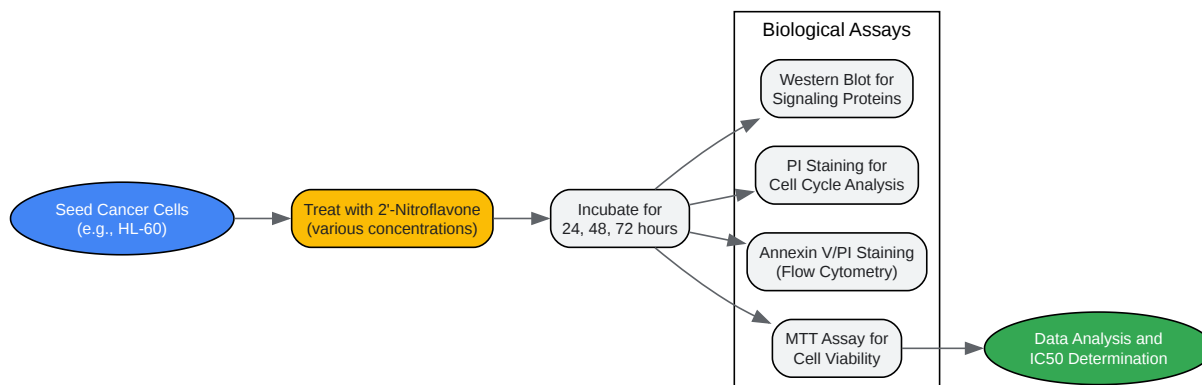 Biological Assays
Western Blot for
Signaling Proteins
PI Staining for
Cell Cycle Analysis
Seed Cancer Cells
(e.g., HL-60)
Treat with 2'-Nitroflavone
(various concentrations)
Incubate for
24, 48, 72 hours
Annexin V/PI Staining
(Flow Cytometry)
MTT Assay for
Cell Viability
Data Analysis and
IC50 Determination